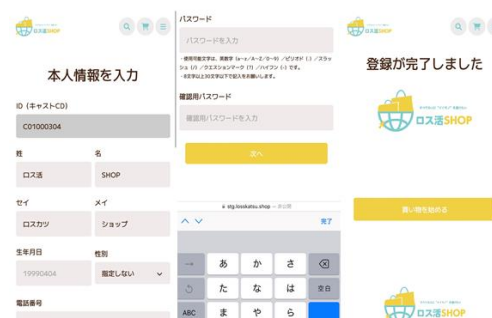 ロス活SHOP
本人情報を入力
ID (キャストCD)
C01000304
姓
名
ロス活
SHOP
セイ
メイ
ロスカツ
ショップ
生年月日
性別
19990404
指定しない
電話番号
パスワード
パスワードを入力
・使用可能文字は、英数字（a~z／A~Z／0~9）／ピリオド（.）／スラッ
シュ（/）／クエスションマーク（?）／ハイフン（-）です。
・8文字以上30文字以下で記入をお願いします。
確認用パスワード
確認用パスワードを入力
次へ
stg.losskatsu.shop
完了
→
あ
か
さ
た
な
は
空白
ABC
ま
や
ら
ロス活SHOP
登録が完了しました
ロス活SHOP
買い物を始める
ロス活SHOP